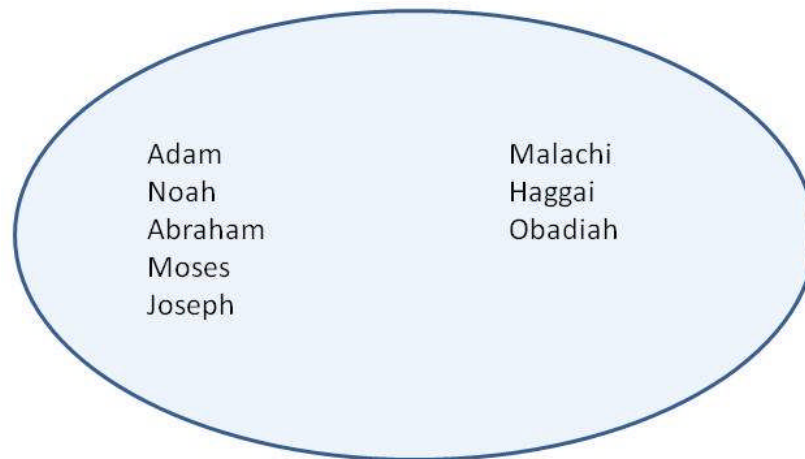 Adam
Noah
Abraham
Moses
Joseph
Malachi
Haggai
Obadiah